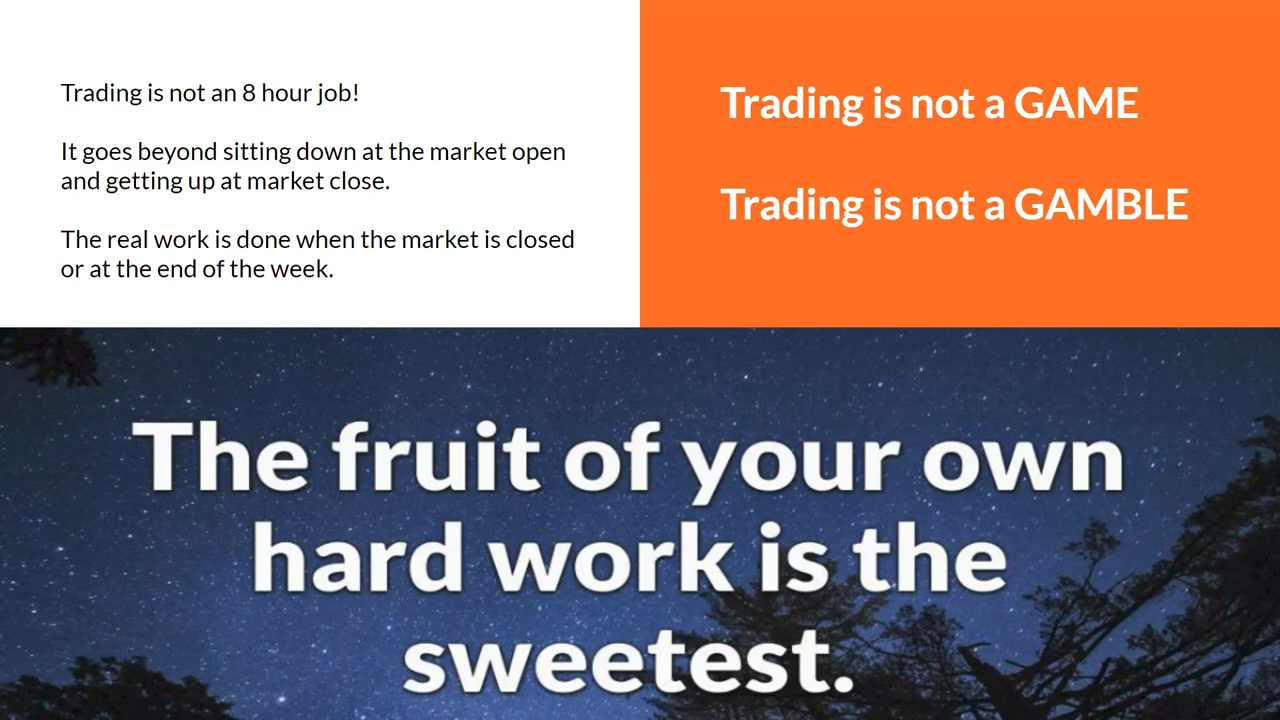 Trading is not an 8 hour job!
It goes beyond sitting down at the market open
and getting up at market close.
The real work is done when the market is closed
or at the end of the week.
Trading is not a GAME
Trading is not a GAMBLE
The fruit of your own
hard work is the
sweetest.